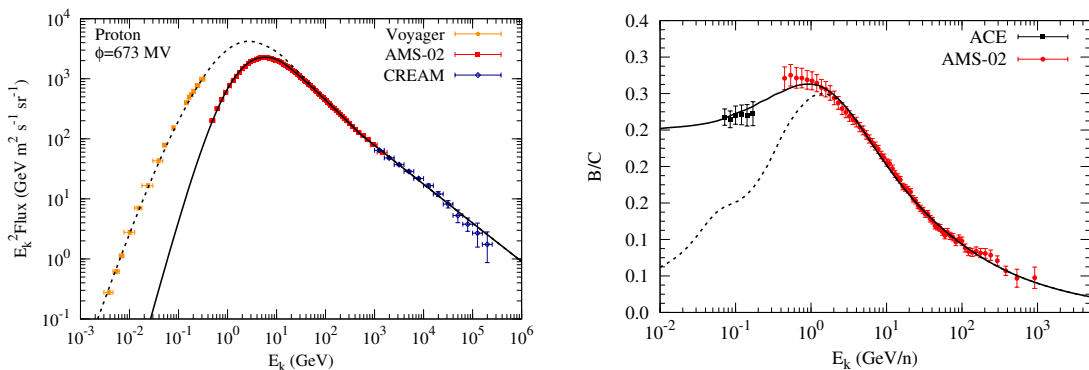 Proton
ϕ=673 MV
Voyager
AMS-02
CREAM
E_k^2 Flux (GeV m^2 s^-1 sr^-1)
10^4
10^3
10^2
10^1
10^0
10^-1
10^-3 10^-2 10^-1 10^0 10^1 10^2 10^3 10^4 10^5 10^6
E_k (GeV)
ACE
AMS-02
B/C
0.4
0.3
0.3
0.2
0.2
0.1
0.1
0.0
10^-2 10^-1 10^0 10^1 10^2 10^3
E_k (GeV/n)